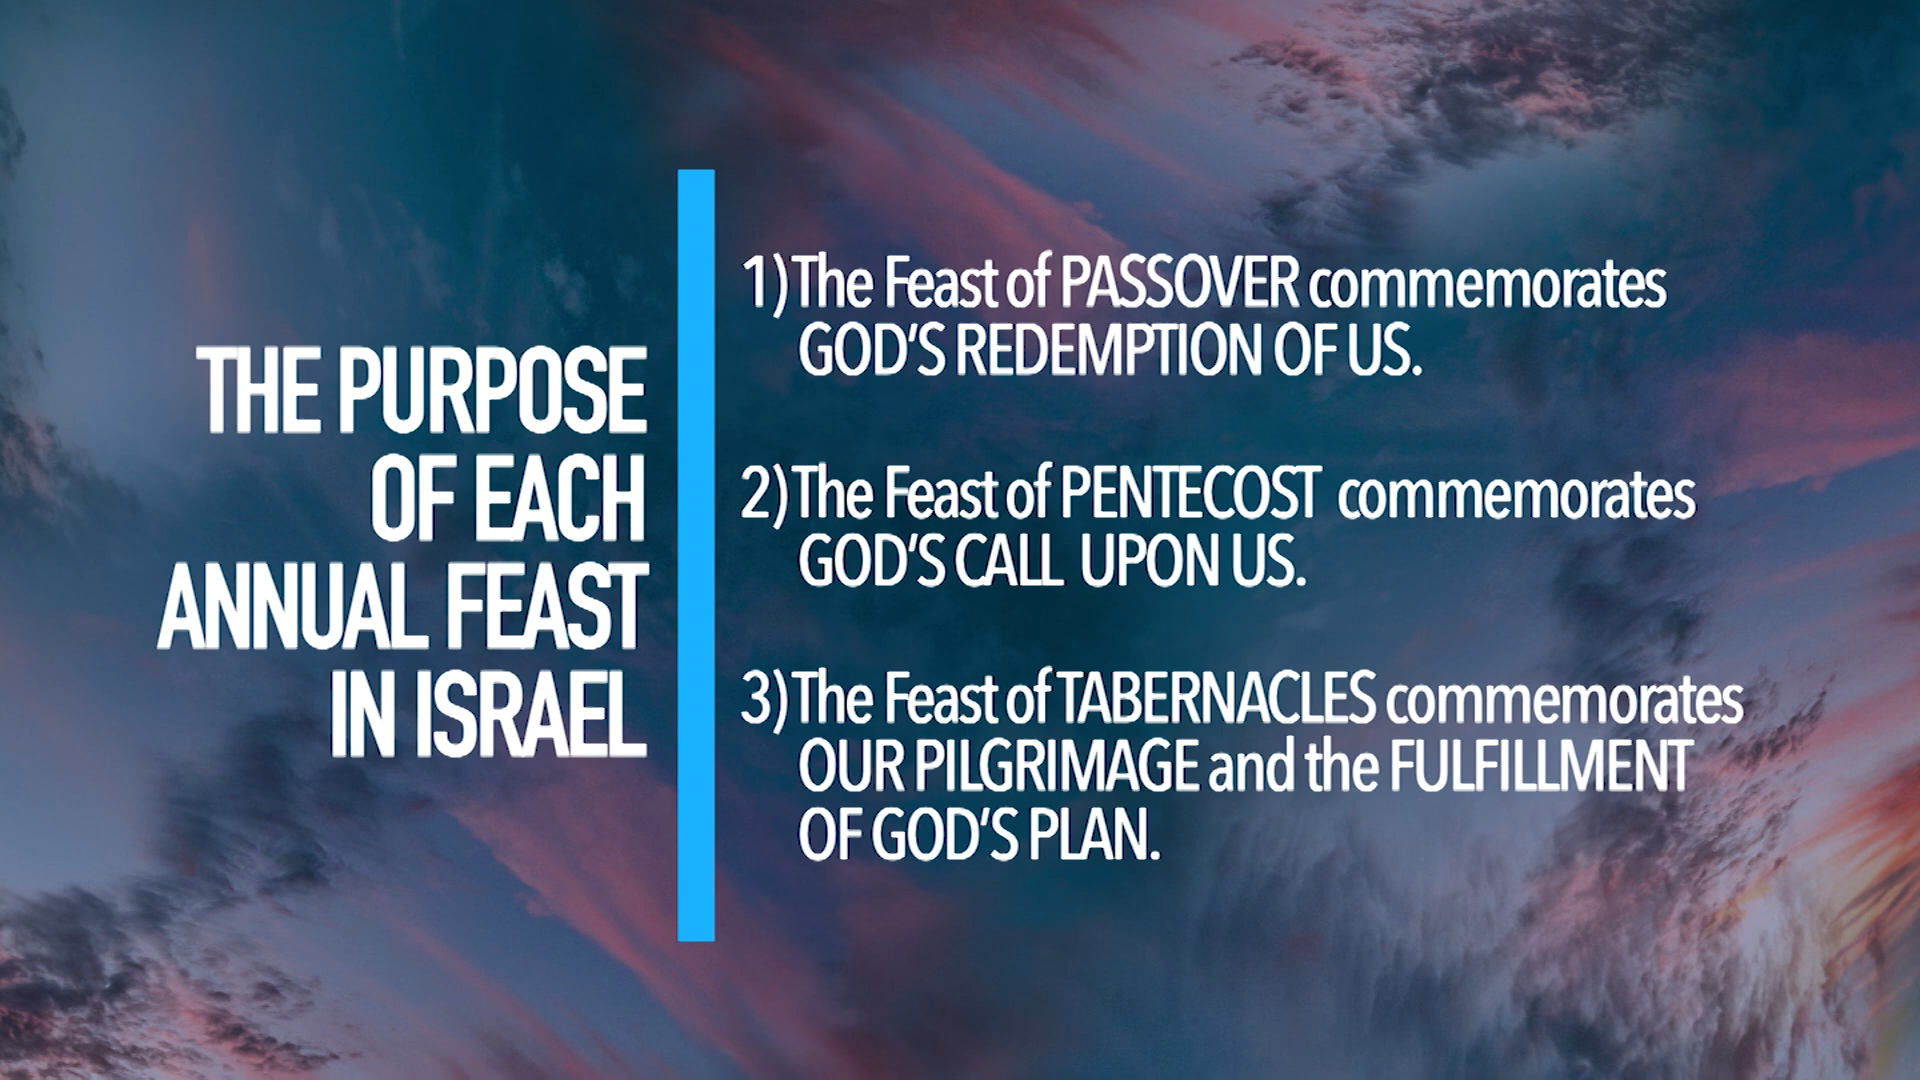 THE PURPOSE
OF EACH
ANNUAL FEAST
IN ISRAEL
1) The Feast of PASSOVER commemorates
GOD’S REDEMPTION OF US.
2) The Feast of PENTECOST commemorates
GOD’S CALL UPON US.
3) The Feast of TABERNACLES commemorates
OUR PILGRIMAGE and the FULFILLMENT
OF GOD’S PLAN.